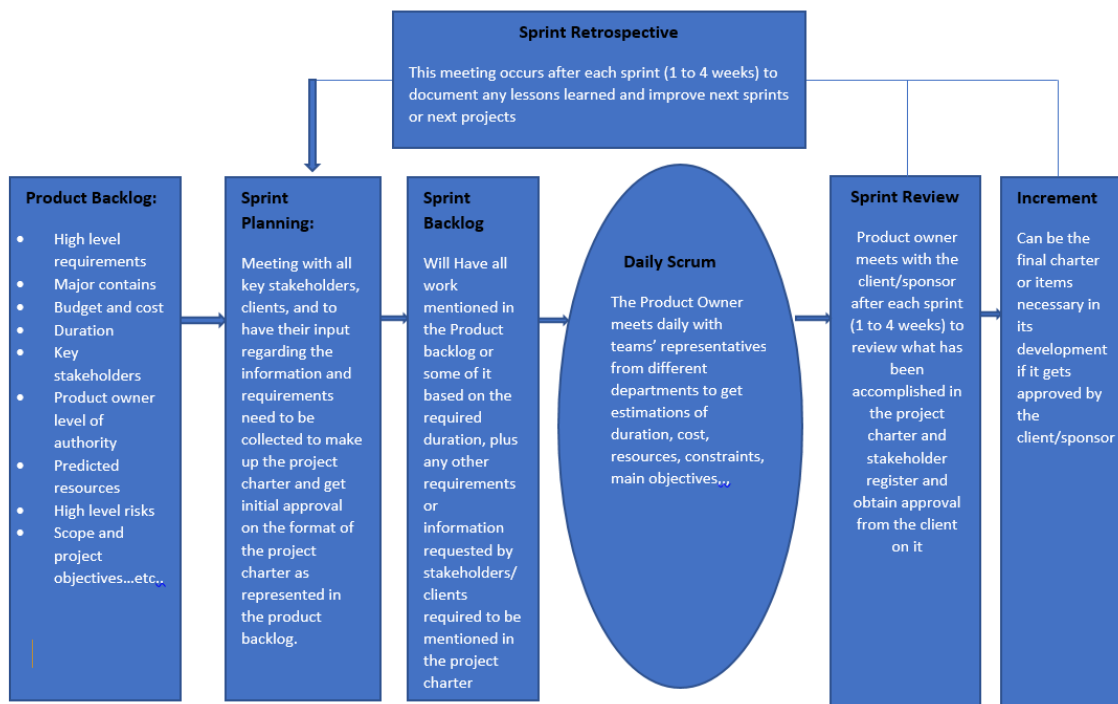 Sprint Retrospective
This meeting occurs after each sprint (1 to 4 weeks) to
document any lessons learned and improve next sprints
or next projects
Product Backlog:
High level
requirements
Major contains
Budget and cost
Duration
Key
stakeholders
Product owner
level of
authority
Predicted
resources
High level risks
Scope and
project
objectives…etc..
Sprint
Planning:
Meeting with all
key stakeholders,
clients, and to
have their input
regarding the
information and
requirements
need to be
collected to make
up the project
charter and get
initial approval
on the format of
the project
charter as
represented in
the product
backlog.
Sprint
Backlog
Will Have all
work
mentioned in
the Product
backlog or
some of it
based on the
required
duration, plus
any other
requirements
or
information
requested by
stakeholders/
clients
required to be
mentioned in
the project
charter
Daily Scrum
The Product Owner
meets daily with
teams’ representatives
from different
departments to get
estimations of
duration, cost,
resources, constraints,
main objectives…
Sprint Review
Product owner
meets with the
client/sponsor
after each sprint
(1 to 4 weeks) to
review what has
been
accomplished in
the project
charter and
stakeholder
register and
obtain approval
from the client
on it
Increment
Can be the
final charter
or items
necessary in
its
development
if it gets
approved by
the
client/sponsor